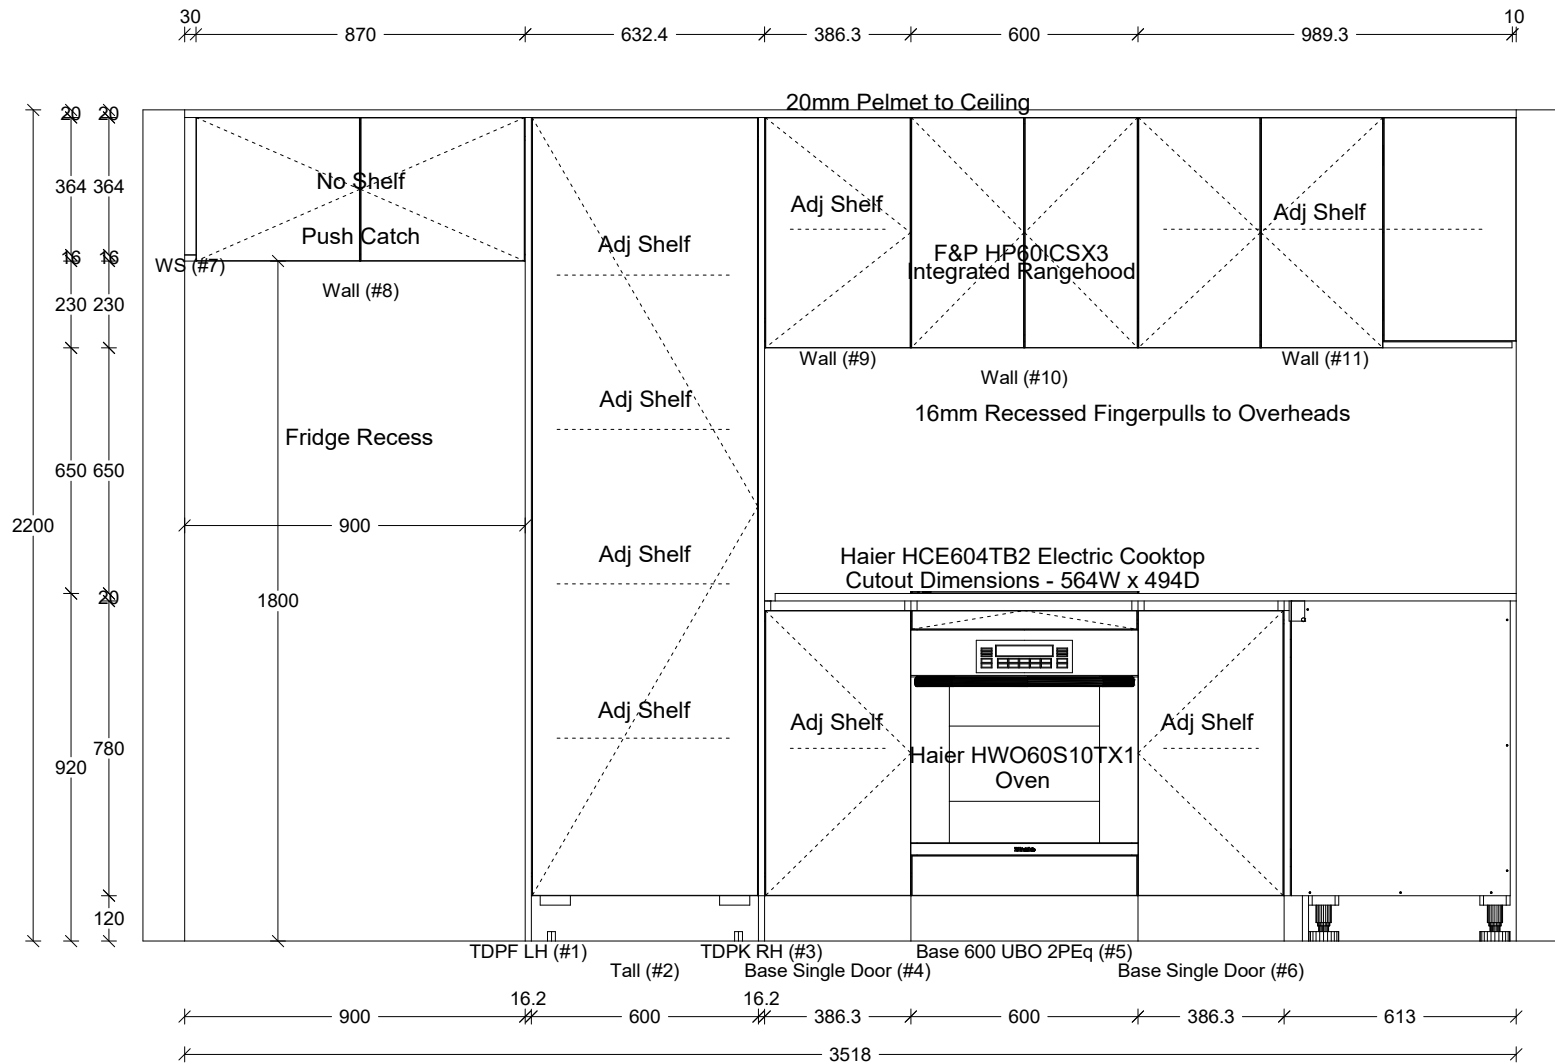 30
10
870
632.4
386.3
600
989.3
20mm Pelmet to Ceiling
20
20
364
364
No Shelf
Adj Shelf
Adj Shelf
Push Catch
Adj Shelf
F&P HP60ICSX3
Integrated Rangehood
16
16
WS (#7)
Wall (#8)
230
230
Wall (#9)
Wall (#10)
Wall (#11)
Adj Shelf
16mm Recessed Fingerpulls to Overheads
Fridge Recess
650
650
2200
900
Adj Shelf
Haier HCE604TB2 Electric Cooktop
Cutout Dimensions - 564W x 494D
20
1800
Adj Shelf
Adj Shelf
Adj Shelf
780
920
Haier HWO60S10TX1
Oven
120
TDPF LH (#1)
TDPK RH (#3)
Base 600 UBO 2PEq (#5)
Tall (#2)
Base Single Door (#4)
Base Single Door (#6)
16.2
16.2
900
600
386.3
600
386.3
613
3518